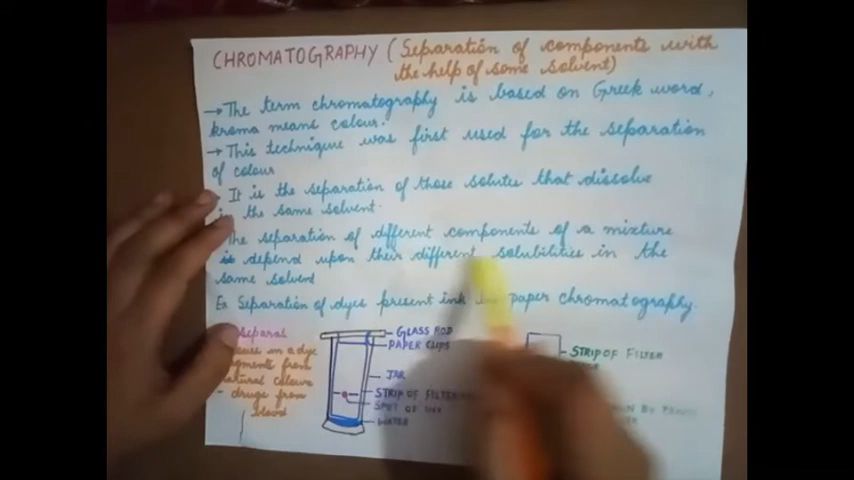 CHROMATOGRAPHY (Separation of components with
the help of some solvent)
→ The term chromatography is based on Greek word,
kroma means colour.
→ This technique was first used for the separation
of colour
It is the separation of those solutes that dissolve
the same solvent.
The separation of different components of a mixture
is depend upon their different solubilities in the
same solvent
Ex Separation of dyes present ink paper chromatography.
in a dye
from
colours
- drugs from
blood
GLASS ROD
PAPER CLIPS
JAR
STRIP OF FILTER
SPOT OF
WATER
STRIP OF FILTER
BY PENCIL